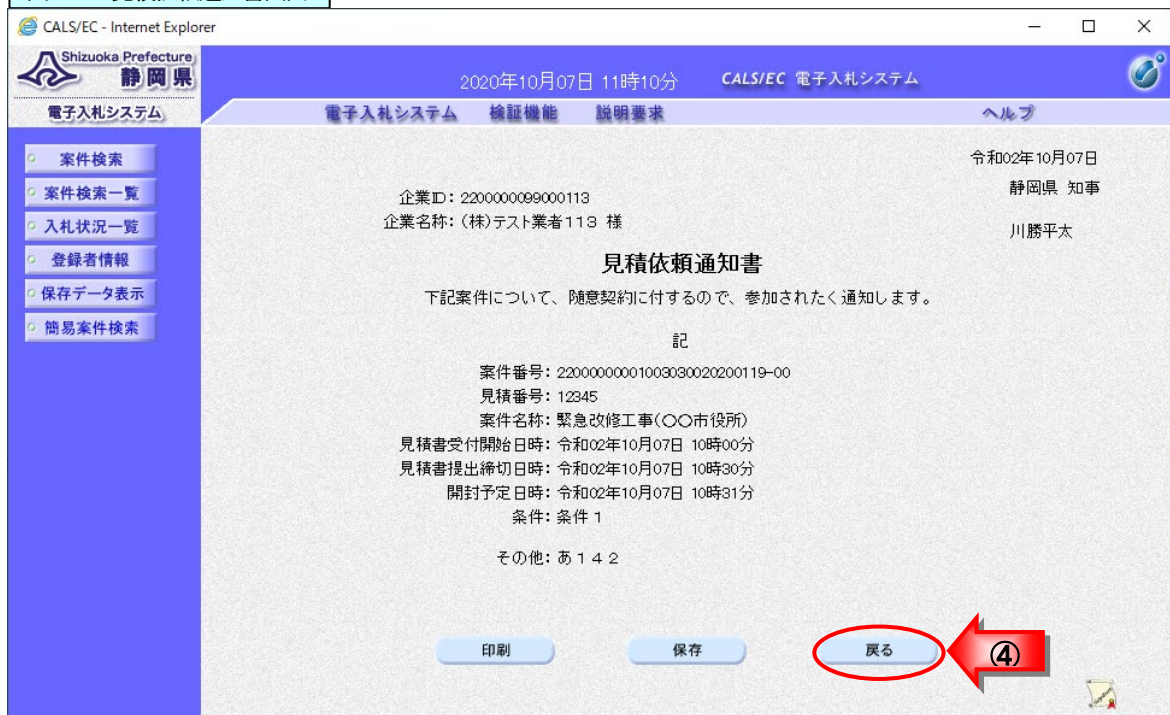 CALS/EC - Internet Explorer
Shizuoka Prefecture
静岡県
2020年10月07日 11時10分 CALS/EC 電子入札システム
電子入札システム
電子入札システム 検証機能 説明要求 ヘルプ
案件検索
案件検索一覧
入札状況一覧
登録者情報
保存データ表示
簡易案件検索
令和02年10月07日
静岡県 知事
川勝平太
企業ID：2200000099000113
企業名称：(株)テスト業者113 様
見積依頼通知書
下記案件について、随意契約に付するので、参加されたく通知します。
記
案件番号：2200000001003030020200119-00
見積番号：12345
案件名称：緊急改修工事(〇〇市役所)
見積書受付開始日時：令和02年10月07日 10時00分
見積書提出締切日時：令和02年10月07日 10時30分
開封予定日時：令和02年10月07日 10時31分
条件：条件１
その他：あ１４２
印刷 保存 戻る
④